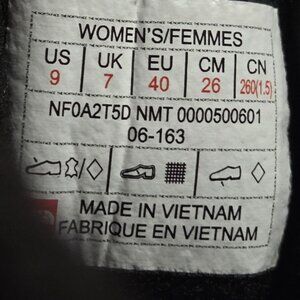 WOMEN'S/FEMMES
US UK EU CM CN
9 7 40 26 260(1.5)
NF0A2T5D NMT 0000500601
06-163
MADE IN VIETNAM
FABRIQUE EN VIETNAM